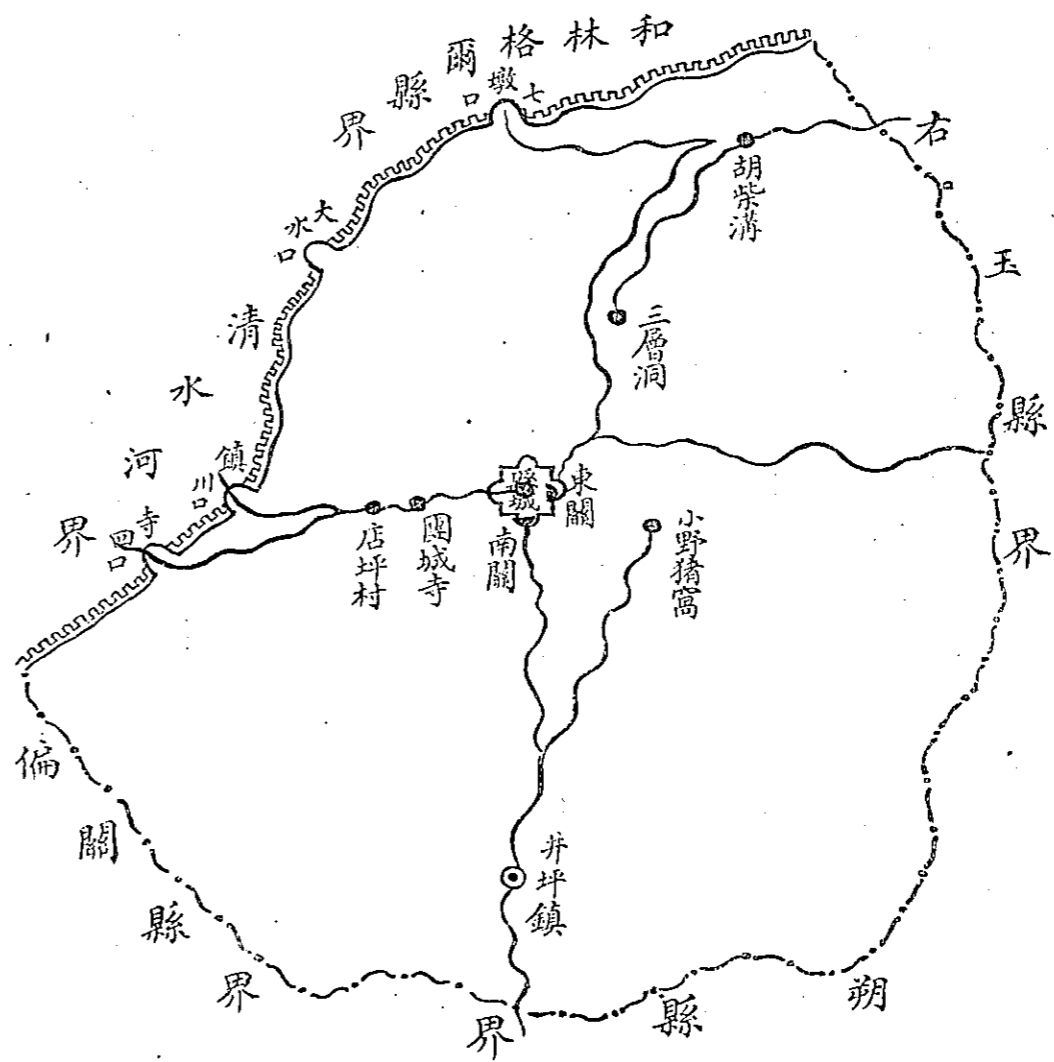 和林格爾縣界
七墩口
大水口
清水河界
鎮川口
寺回口
右玉縣界
胡柴溝
三層洞
縣城
東關
南關
團城寺
店坪村
小野猪窩
井坪鎮
偏關縣界
朔縣界